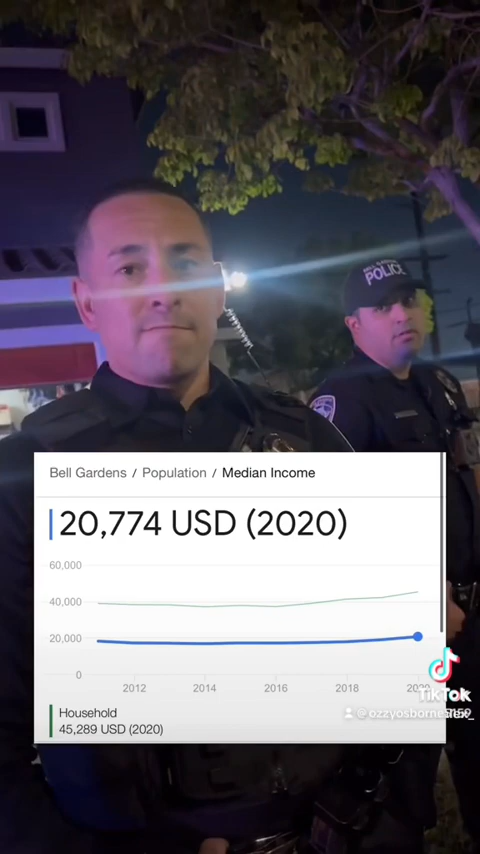 POLICE
Bell Gardens / Population / Median Income
20,774 USD (2020)
60,000
40,000
20,000
0
2012
2014
2016
2018
2020
Household
45,289 USD (2020)
TikTok